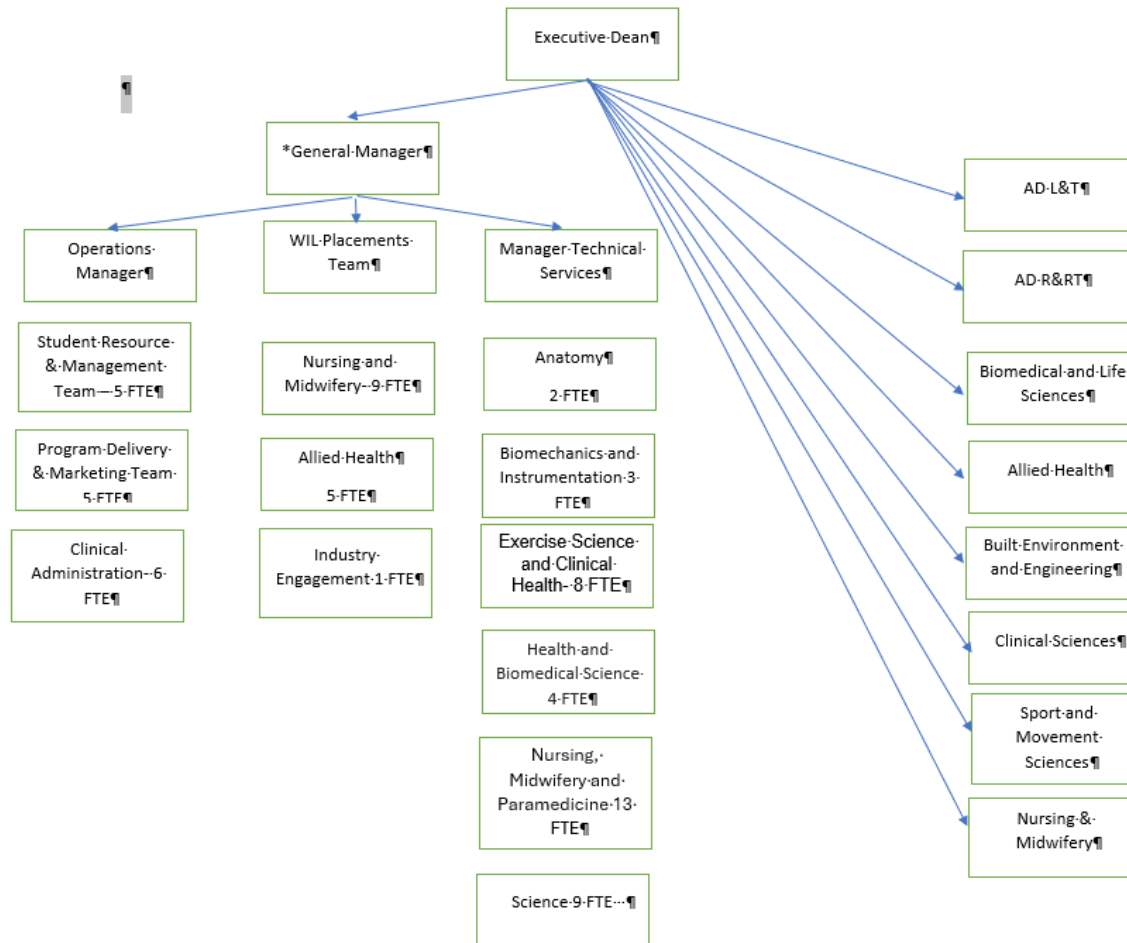 Executive·Dean¶
¶
*General·Manager¶
AD·L&T¶
Operations·
Manager¶
WIL·Placements·
Team¶
Manager·Technical·
Services¶
AD·R&RT¶
Student·Resource·
&·Management·
Team·–·5·FTE¶
Nursing·and·
Midwifery·-9·FTE¶
Anatomy¶
2·FTE¶
Biomedical·and·Life·
Sciences¶
Program·Delivery·
&·Marketing·Team·
5·FTE¶
Allied·Health¶
5·FTE¶
Biomechanics·and·
Instrumentation·3·
FTE¶
Allied·Health¶
Clinical·
Administration·-6·
FTE¶
Industry·
Engagement·1·FTE¶
Exercise·Science·
and·Clinical·
Health-·8·FTE¶
Built·Environment·
and·Engineering¶
Health·and·
Biomedical·Science·
4·FTE¶
Clinical·Sciences¶
Sport·and·
Movement·
Sciences¶
Nursing,·
Midwifery·and·
Paramedicine·13·
FTE¶
Nursing·&·
Midwifery¶
Science·9·FTE··¶